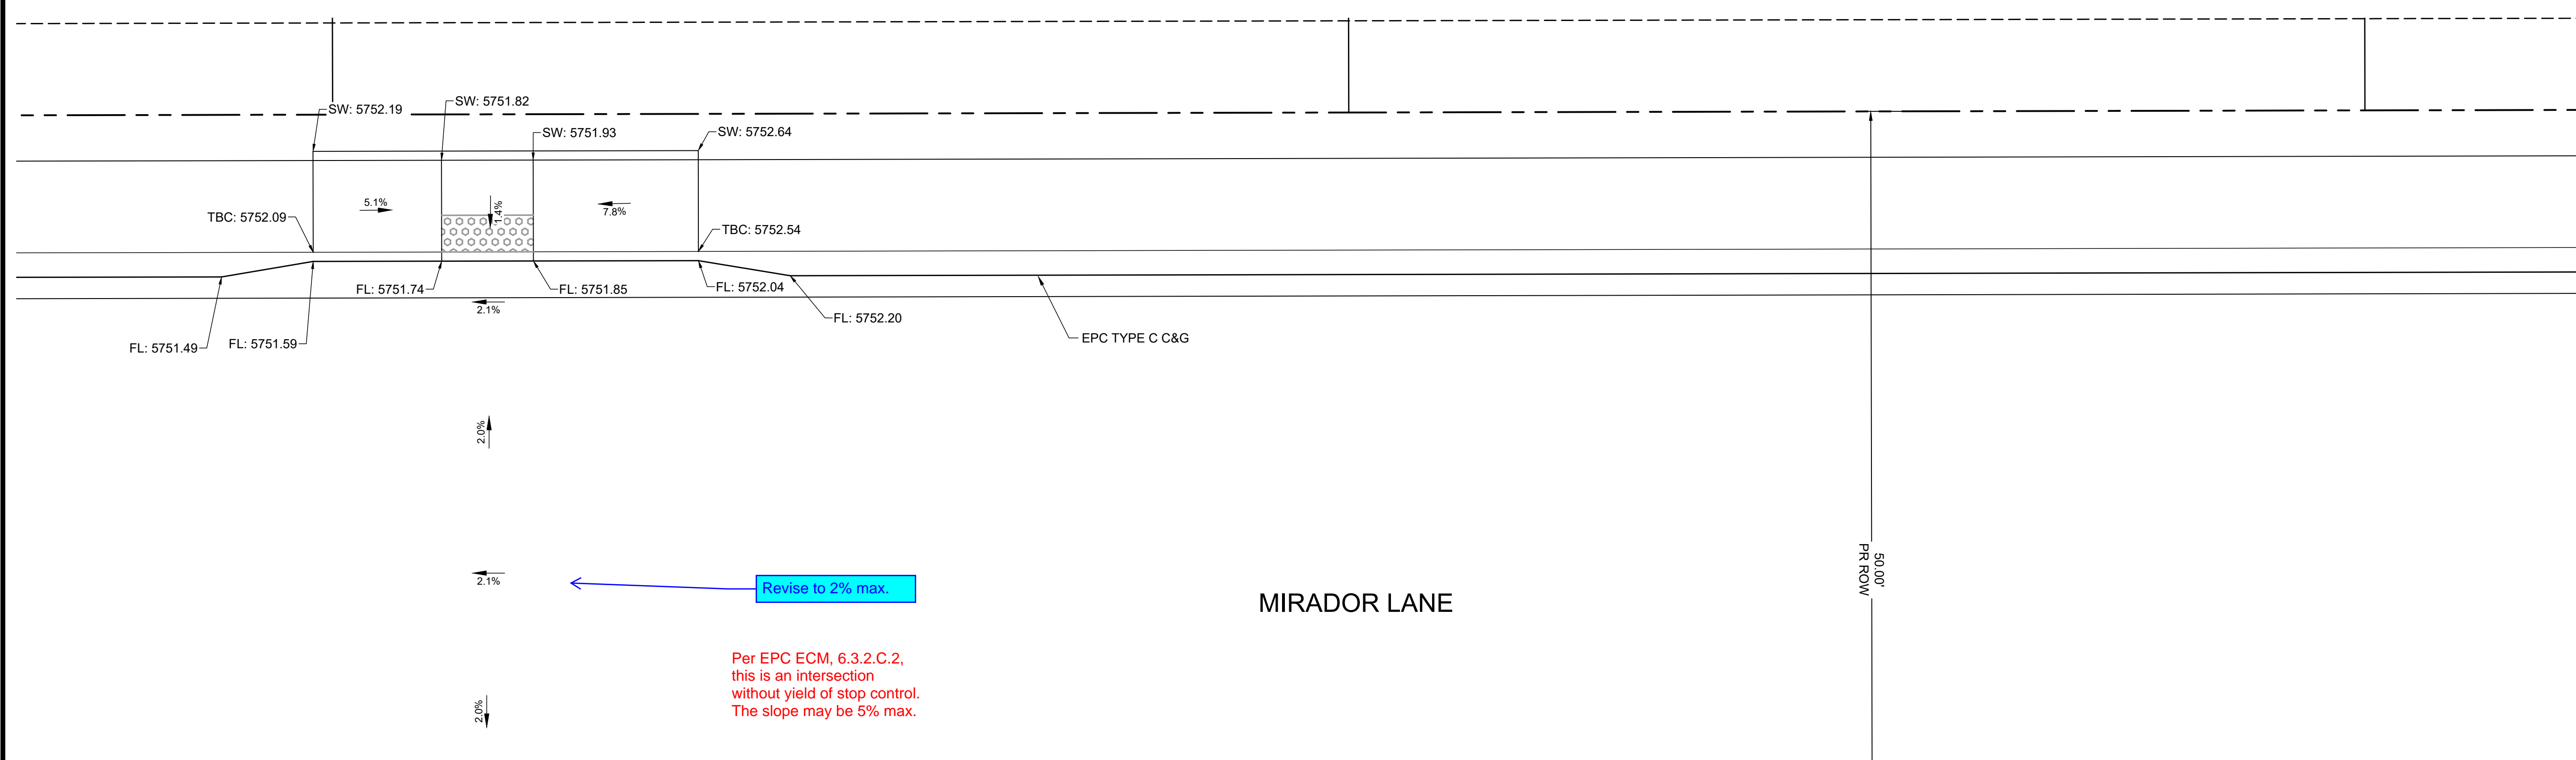 SW: 5752.19
SW: 5751.82
SW: 5751.93
SW: 5752.64
5.1%
1.4%
7.8%
TBC: 5752.09
TBC: 5752.54
FL: 5751.74
FL: 5751.85
FL: 5752.04
2.1%
FL: 5752.20
FL: 5751.49
FL: 5751.59
EPC TYPE C C&G
2.0%
2.1%
Revise to 2% max.
MIRADOR LANE
50.00'
PR ROW
Per EPC ECM, 6.3.2.C.2,
this is an intersection
without yield of stop control.
The slope may be 5% max.
2.0%